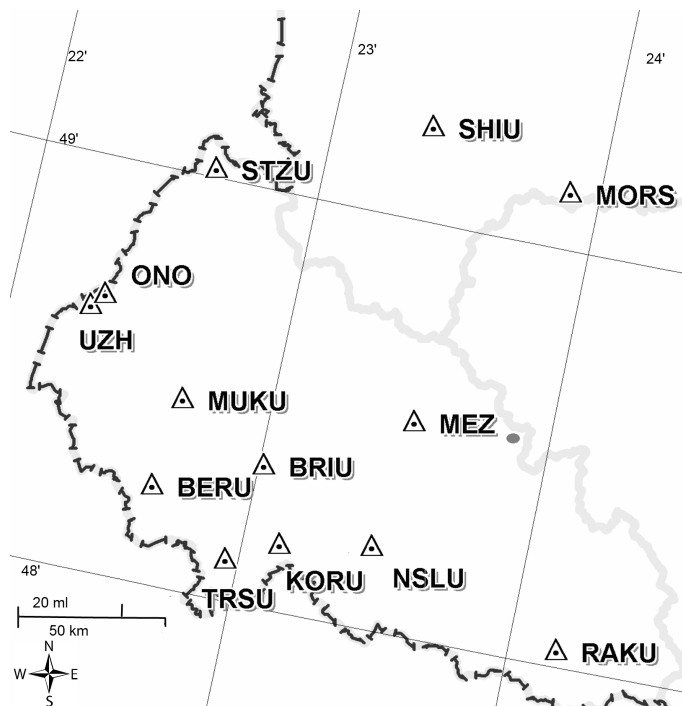 22'
23'
24'
49'
SHIU
STZU
MORS
ONO
UZH
MUKU
MEZ
BRIU
BERU
48'
KORU
NSLU
TRSU
20 ml
50 km
N
W E
S
RAKU